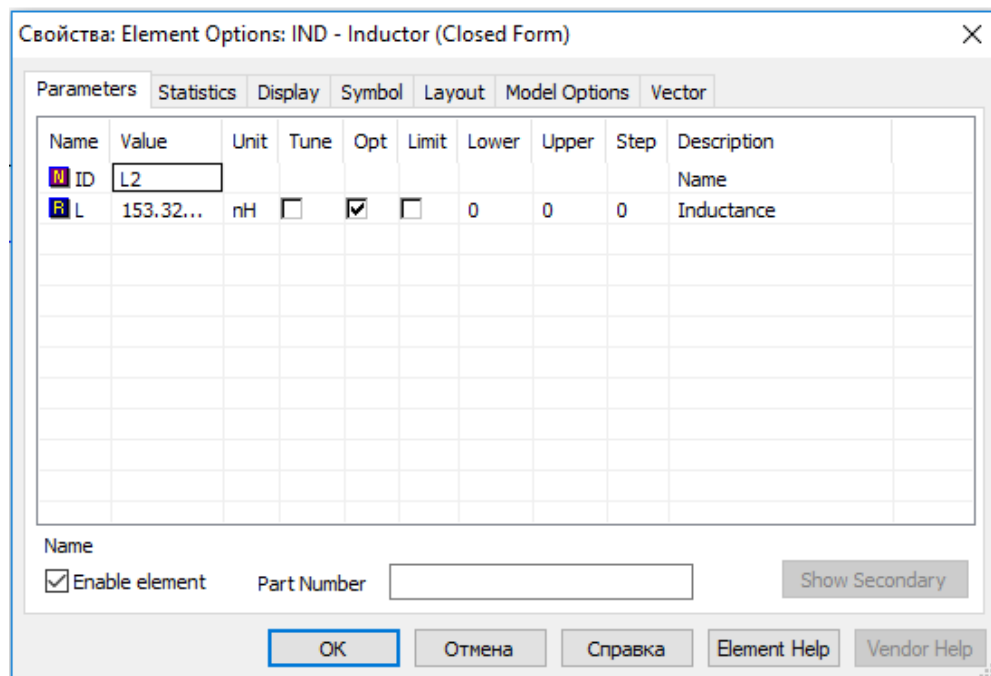 Свойства: Element Options: IND - Inductor (Closed Form)
Parameters Statistics Display Symbol Layout Model Options Vector
Name Value Unit Tune Opt Limit Lower Upper Step Description
N ID L2 Name
R L 153.32... nH 0 0 0 Inductance
Name
Enable element Part Number Show Secondary
OK Отмена Справка Element Help Vendor Help